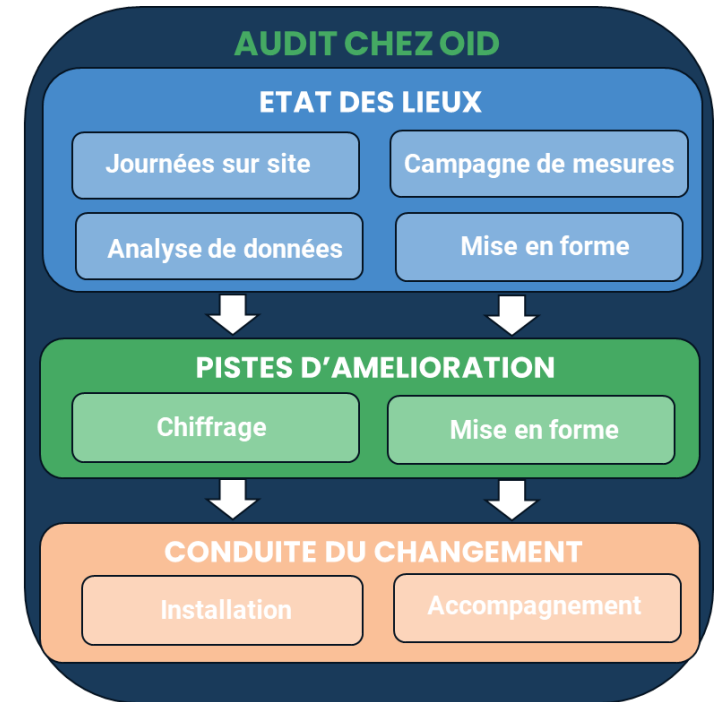 AUDIT CHEZ OID
ETAT DES LIEUX
Journées sur site
Campagne de mesures
Analyse de données
Mise en forme
PISTES D’AMELIORATION
Chiffrage
Mise en forme
CONDUITE DU CHANGEMENT
Installation
Accompagnement